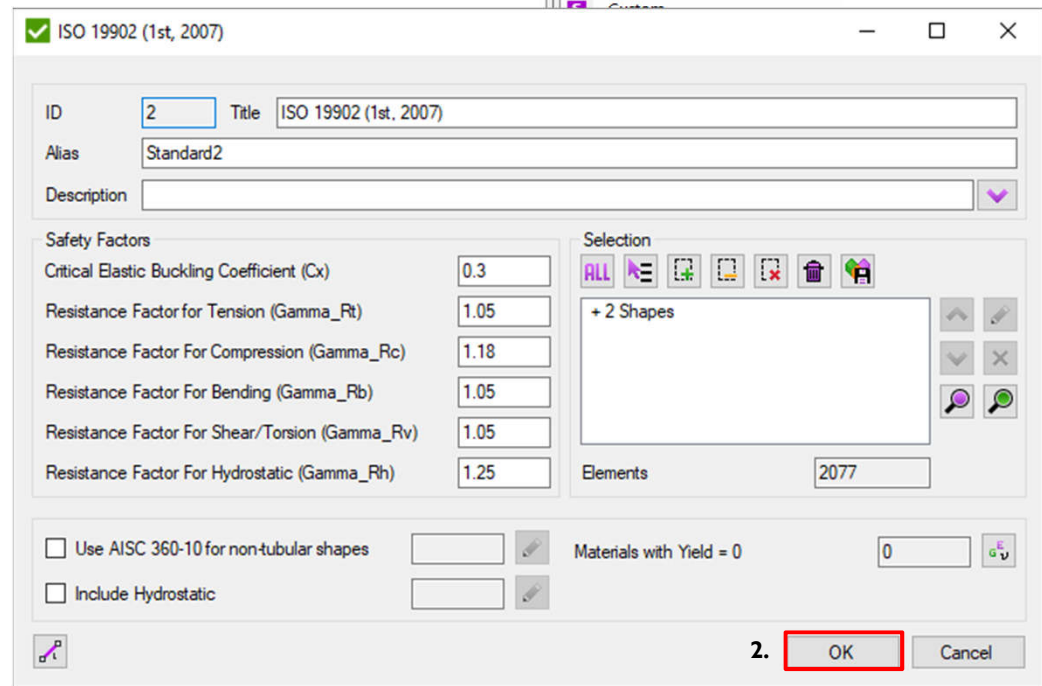 Custom
ISO 19902 (1st, 2007)
ID 2 Title ISO 19902 (1st, 2007)
Alias Standard2
Description
Safety Factors
Critical Elastic Buckling Coefficient (Cx) 0.3
Resistance Factor for Tension (Gamma_Rt) 1.05
Resistance Factor For Compression (Gamma_Rc) 1.18
Resistance Factor For Bending (Gamma_Rb) 1.05
Resistance Factor For Shear/Torsion (Gamma_Rv) 1.05
Resistance Factor For Hydrostatic (Gamma_Rh) 1.25
Selection
ALL
+ 2 Shapes
Elements 2077
Use AISC 360-10 for non-tubular shapes
Include Hydrostatic
Materials with Yield = 0 0
E
G ν
2. OK Cancel